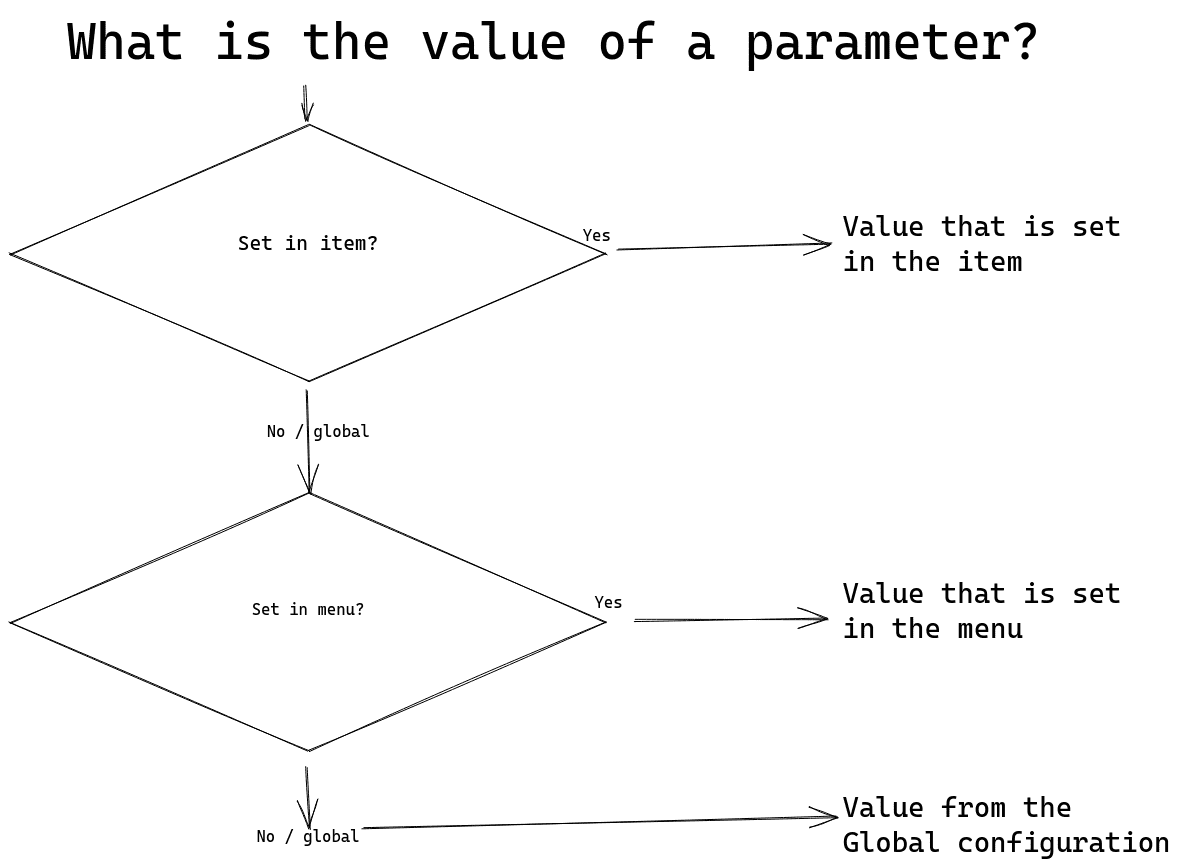 What is the value of a parameter?
Set in item?
Yes
Value that is set
in the item
No / global
Set in menu?
Yes
Value that is set
in the menu
No / global
Value from the
Global configuration